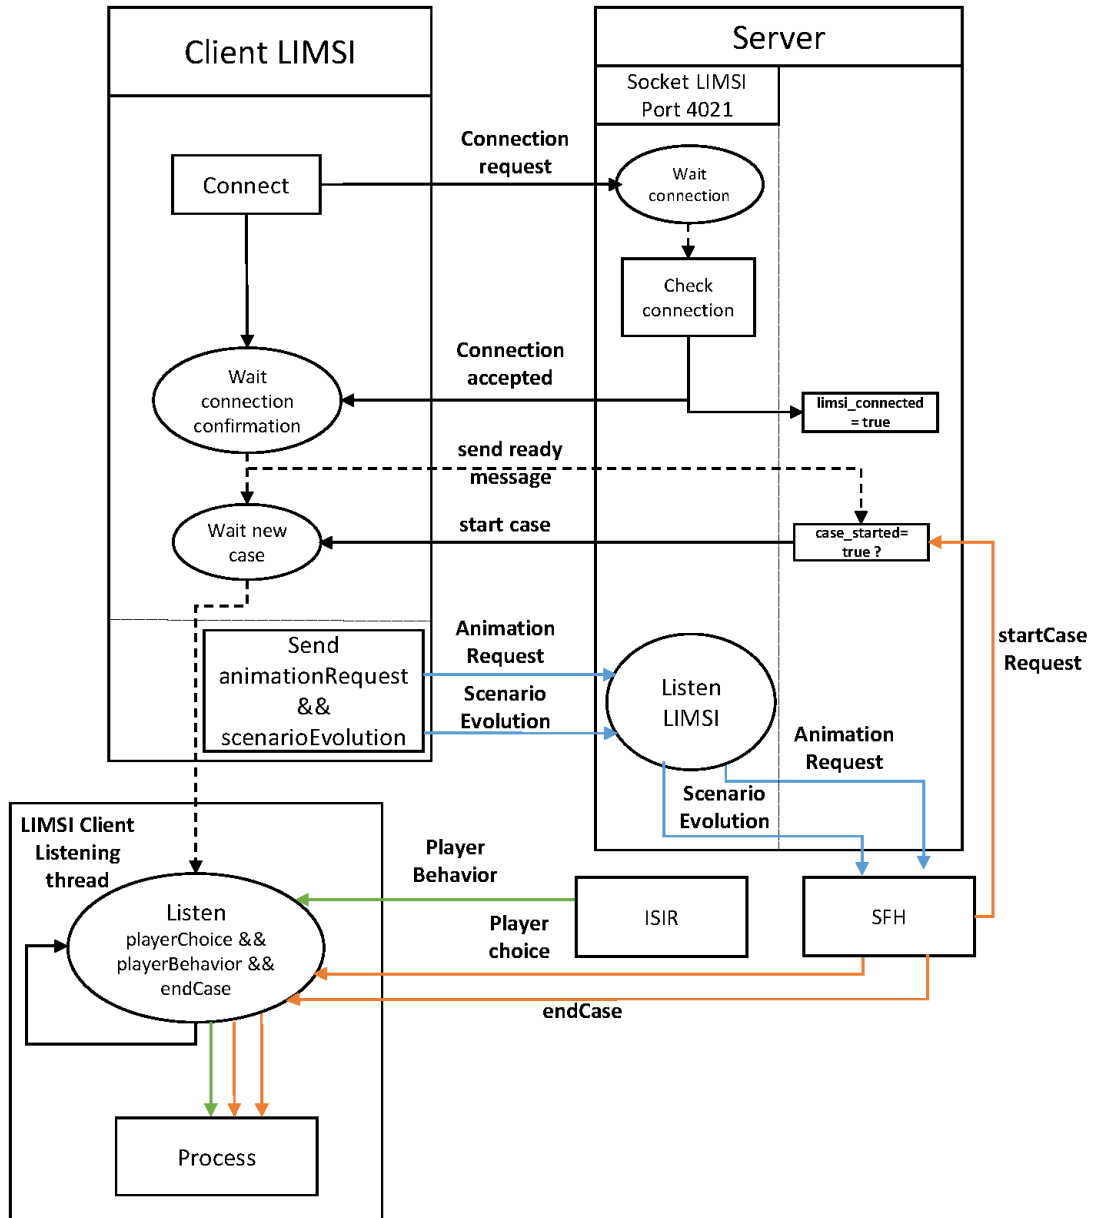 Client LIMSI
Server
Socket LIMSI
Port 4021
Connection
request
Connect
Wait
connection
Check
connection
Connection
accepted
Wait
connection
confirmation
limsi_connected
= true
send ready
message
Wait new
case
start case
case_started=
true ?
Send
animationRequest
&&
scenarioEvolution
Animation
Request
Scenario
Evolution
Listen
LIMSI
startCase
Request
Animation
Request
Scenario
Evolution
LIMSI Client
Listening
thread
Player
Behavior
Listen
playerChoice &&
playerBehavior &&
endCase
ISIR
SFH
Player
choice
endCase
Process